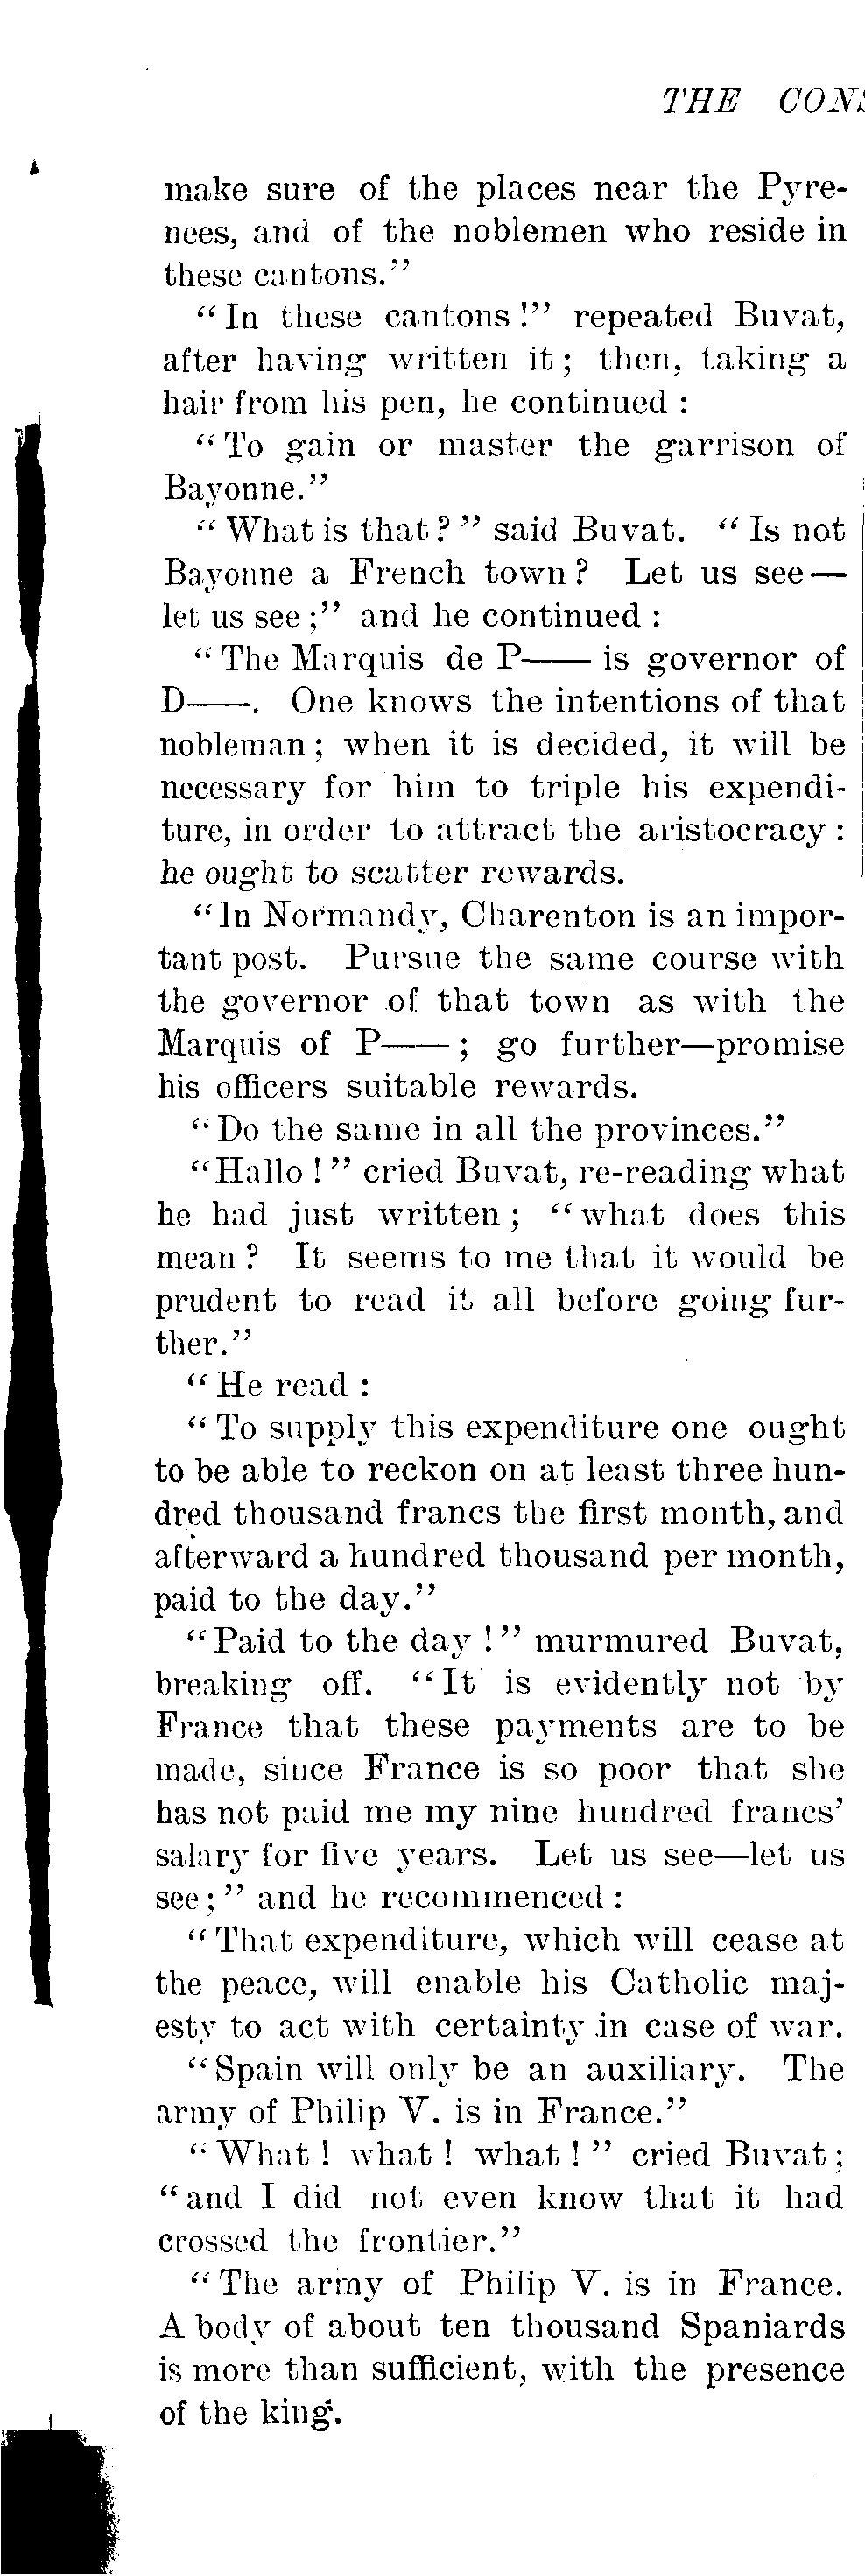 THE CONS
make sure of the places near the Pyre-
nees, and of the noblemen who reside in
these cantons."
"In these cantons!" repeated Buvat,
after having written it; then, taking a
hair from his pen, he continued:
"To gain or master the garrison of
Bayonne."
"What is that?" said Buvat. "Is not
Bayonne a French town? Let us see—
let us see;" and he continued:
"The Marquis de P—— is governor of
D——. One knows the intentions of that
nobleman; when it is decided, it will be
necessary for him to triple his expendi-
ture, in order to attract the aristocracy:
he ought to scatter rewards.
"In Normandy, Charenton is an impor-
tant post. Pursue the same course with
the governor of that town as with the
Marquis of P——; go further—promise
his officers suitable rewards.
"Do the same in all the provinces."
"Hallo!" cried Buvat, re-reading what
he had just written; "what does this
mean? It seems to me that it would be
prudent to read it all before going fur-
ther."
"He read:
"To supply this expenditure one ought
to be able to reckon on at least three hun-
dred thousand francs the first month, and
afterward a hundred thousand per month,
paid to the day."
"Paid to the day!" murmured Buvat,
breaking off. "It is evidently not by
France that these payments are to be
made, since France is so poor that she
has not paid me my nine hundred francs'
salary for five years. Let us see—let us
see;" and he recommenced:
"That expenditure, which will cease at
the peace, will enable his Catholic maj-
esty to act with certainty in case of war.
"Spain will only be an auxiliary. The
army of Philip V. is in France."
"What! what! what!" cried Buvat;
"and I did not even know that it had
crossed the frontier."
"The army of Philip V. is in France.
A body of about ten thousand Spaniards
is more than sufficient, with the presence
of the king.